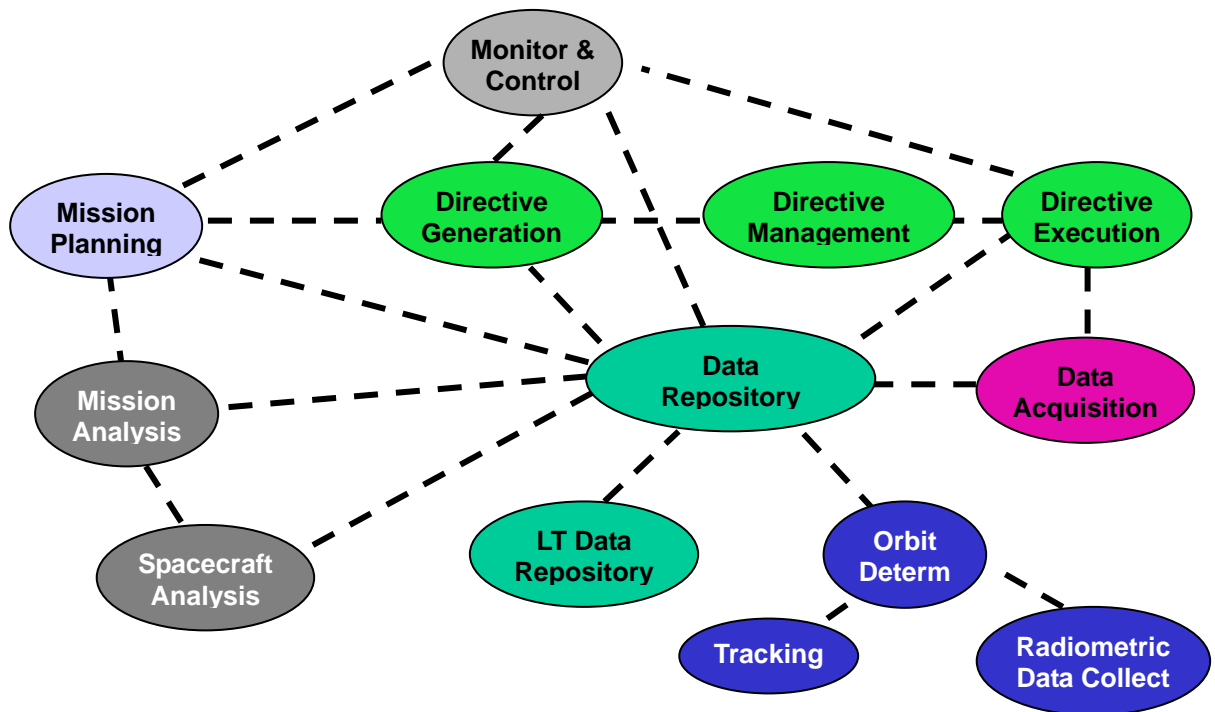 Monitor &
Control
Mission
Planning
Directive
Generation
Directive
Management
Directive
Execution
Mission
Analysis
Data
Repository
Data
Acquisition
Spacecraft
Analysis
LT Data
Repository
Orbit
Determ
Tracking
Radiometric
Data Collect